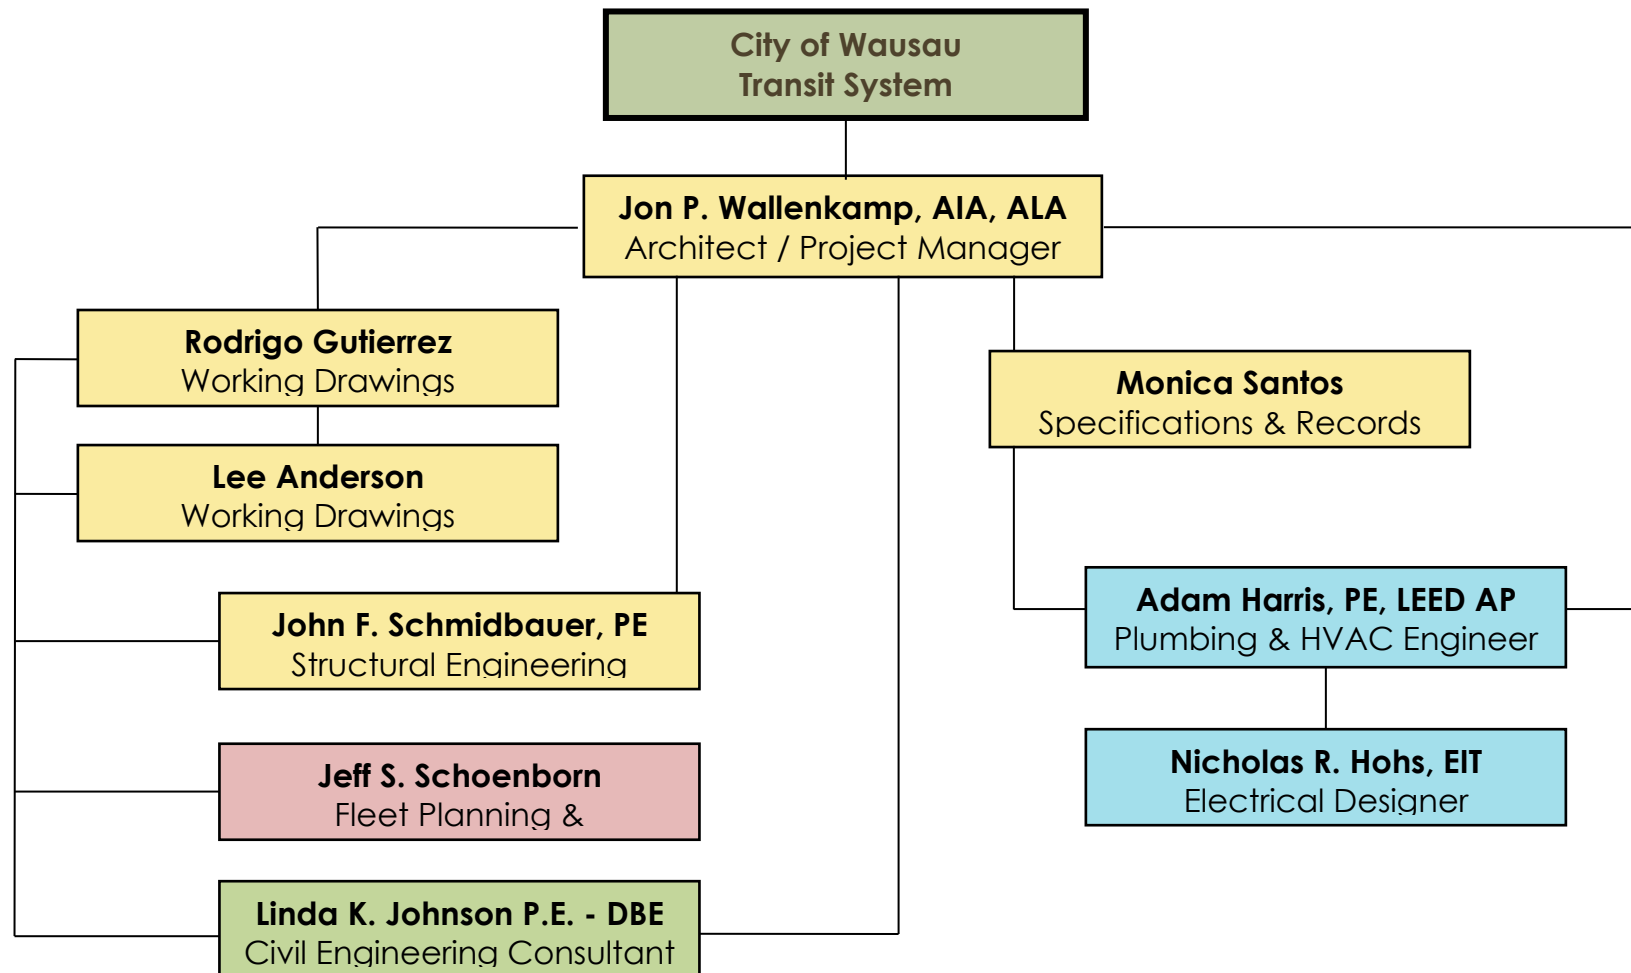 City of Wausau
Transit System
Jon P. Wallenkamp, AIA, ALA
Architect / Project Manager
Rodrigo Gutierrez
Working Drawings
Monica Santos
Specifications & Records
Lee Anderson
Working Drawings
John F. Schmidbauer, PE
Structural Engineering
Adam Harris, PE, LEED AP
Plumbing & HVAC Engineer
Jeff S. Schoenborn
Fleet Planning &
Nicholas R. Hohs, EIT
Electrical Designer
Linda K. Johnson P.E. - DBE
Civil Engineering Consultant